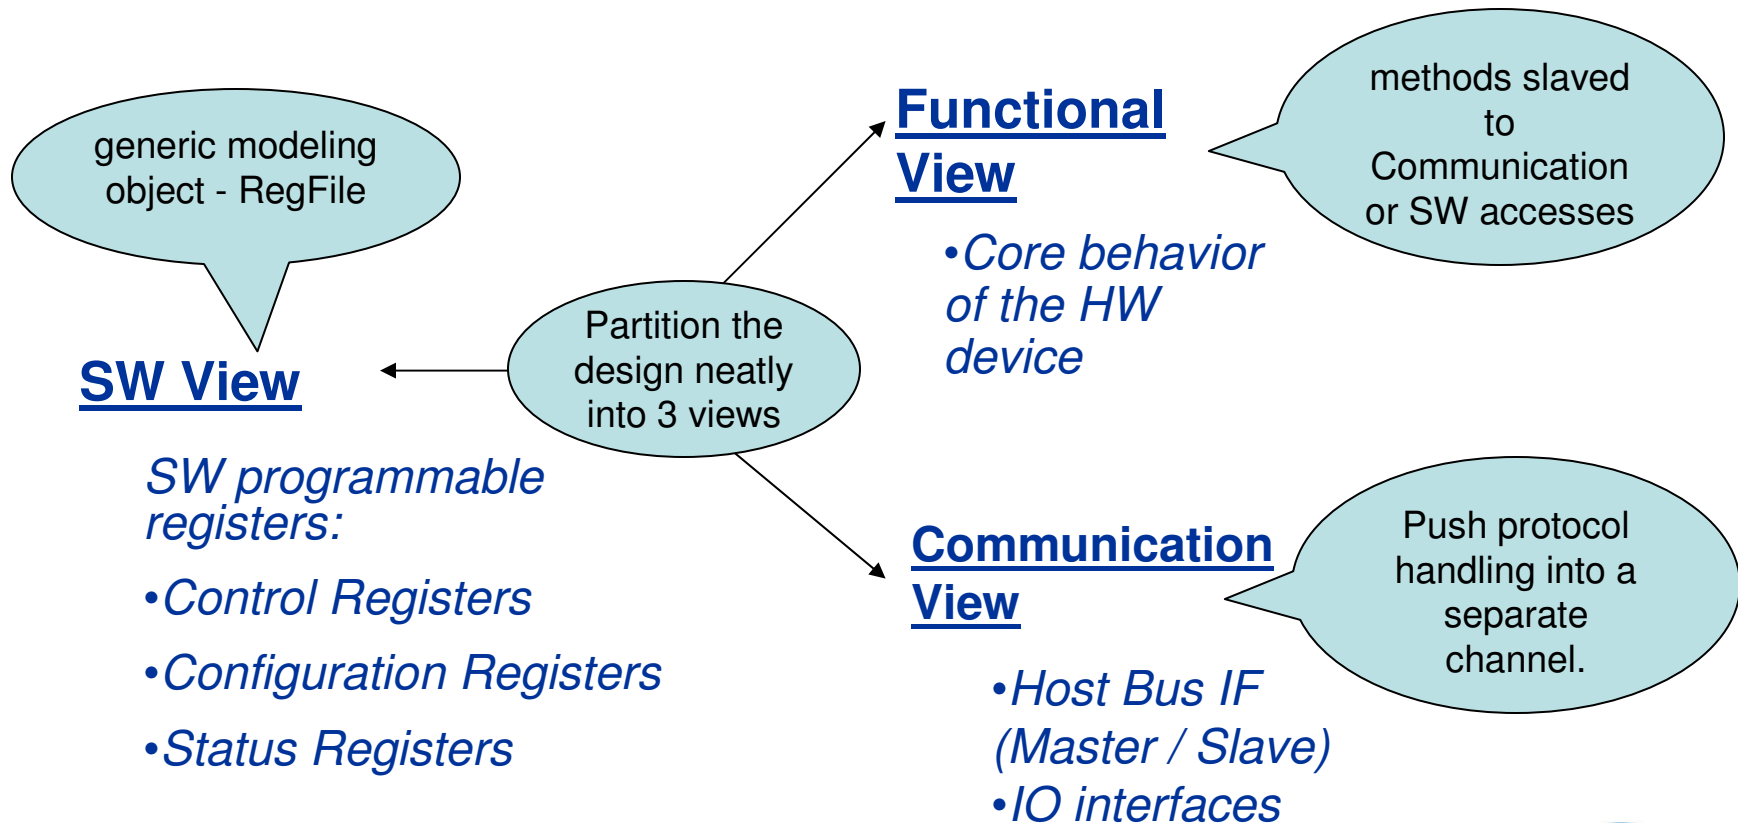 generic modeling
object - RegFile
SW View
SW programmable
registers:
•Control Registers
•Configuration Registers
•Status Registers
Partition the
design neatly
into 3 views
Functional
View
•Core behavior
of the HW
device
methods slaved
to
Communication
or SW accesses
Communication
View
•Host Bus IF
(Master / Slave)
•IO interfaces
Push protocol
handling into a
separate
channel.